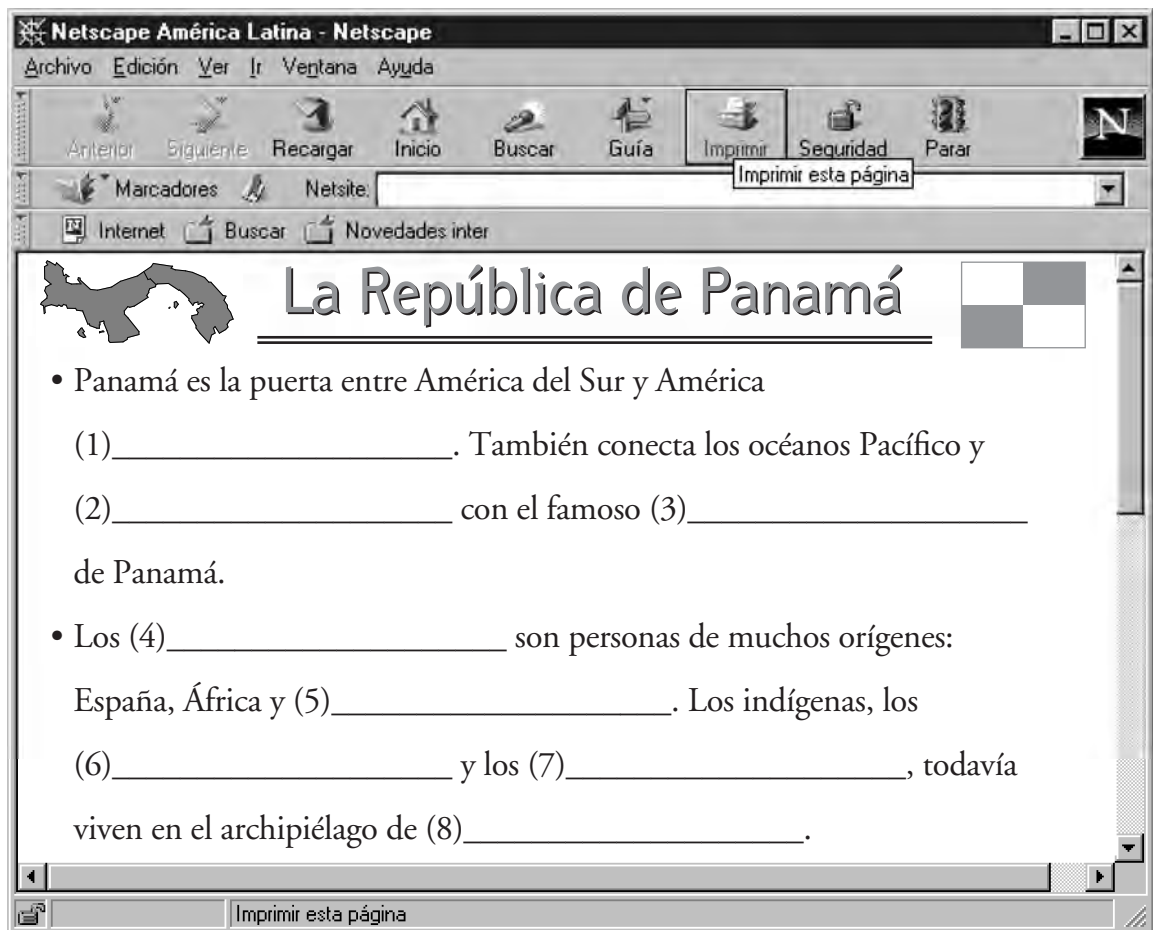 Netscape América Latina - Netscape
Archivo Edición Ver Ir Ventana Ayuda
Anterior Siguiente Recargar Inicio Buscar Guía Imprimir Seguridad Parar
N
Imprimir esta página
Marcadores Netsite:
Internet Buscar Novedades inter
La República de Panamá
• Panamá es la puerta entre América del Sur y América
(1)____________________. También conecta los océanos Pacífico y
(2)____________________ con el famoso (3)____________________
de Panamá.
• Los (4)____________________ son personas de muchos orígenes:
España, África y (5)____________________. Los indígenas, los
(6)____________________ y los (7)____________________, todavía
viven en el archipiélago de (8)____________________.
Imprimir esta página